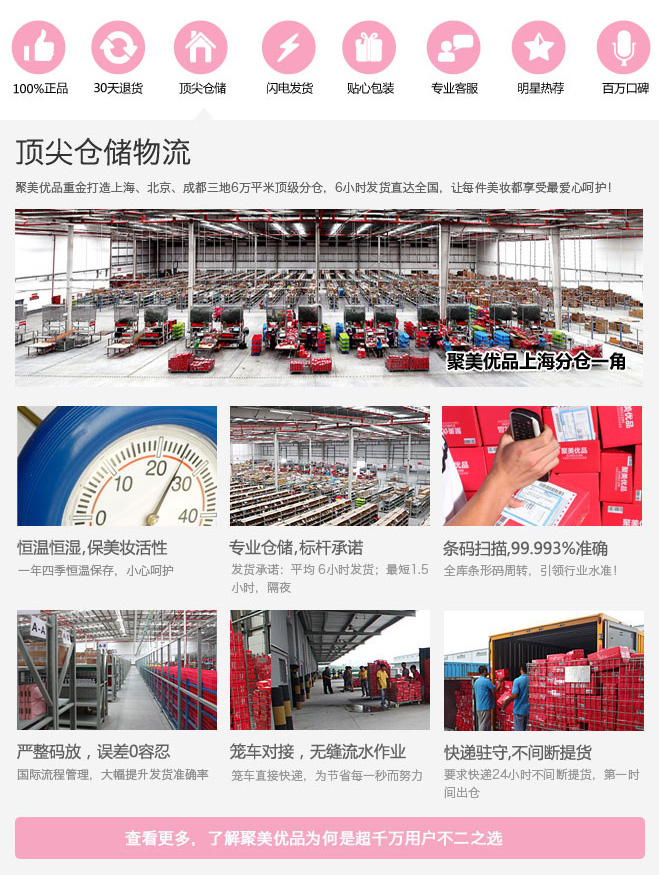 100%正品 30天退货 顶尖仓储 闪电发货 贴心包装 专业客服 明星热荐 百万口碑
顶尖仓储物流
聚美优品重金打造上海、北京、成都三地6万平米顶级分仓，6小时发货直达全国，让每件美妆都享受最爱心呵护！
聚美优品上海分仓一角
0 10 20 30 40
聚美优品
恒温恒湿,保美妆活性
一年四季恒温保存，小心呵护
专业仓储,标杆承诺
发货承诺：平均 6小时发货；最短1.5
小时，隔夜
条码扫描,99.993%准确
全库条形码周转，引领行业水准！
A-A
严整码放，误差0容忍
国际流程管理，大幅提升发货准确率
笼车对接，无缝流水作业
笼车直接快递，为节省每一秒而努力
快递驻守,不间断提货
要求快递24小时不间断提货，第一时
间出仓
查看更多，了解聚美优品为何是超千万用户不二之选